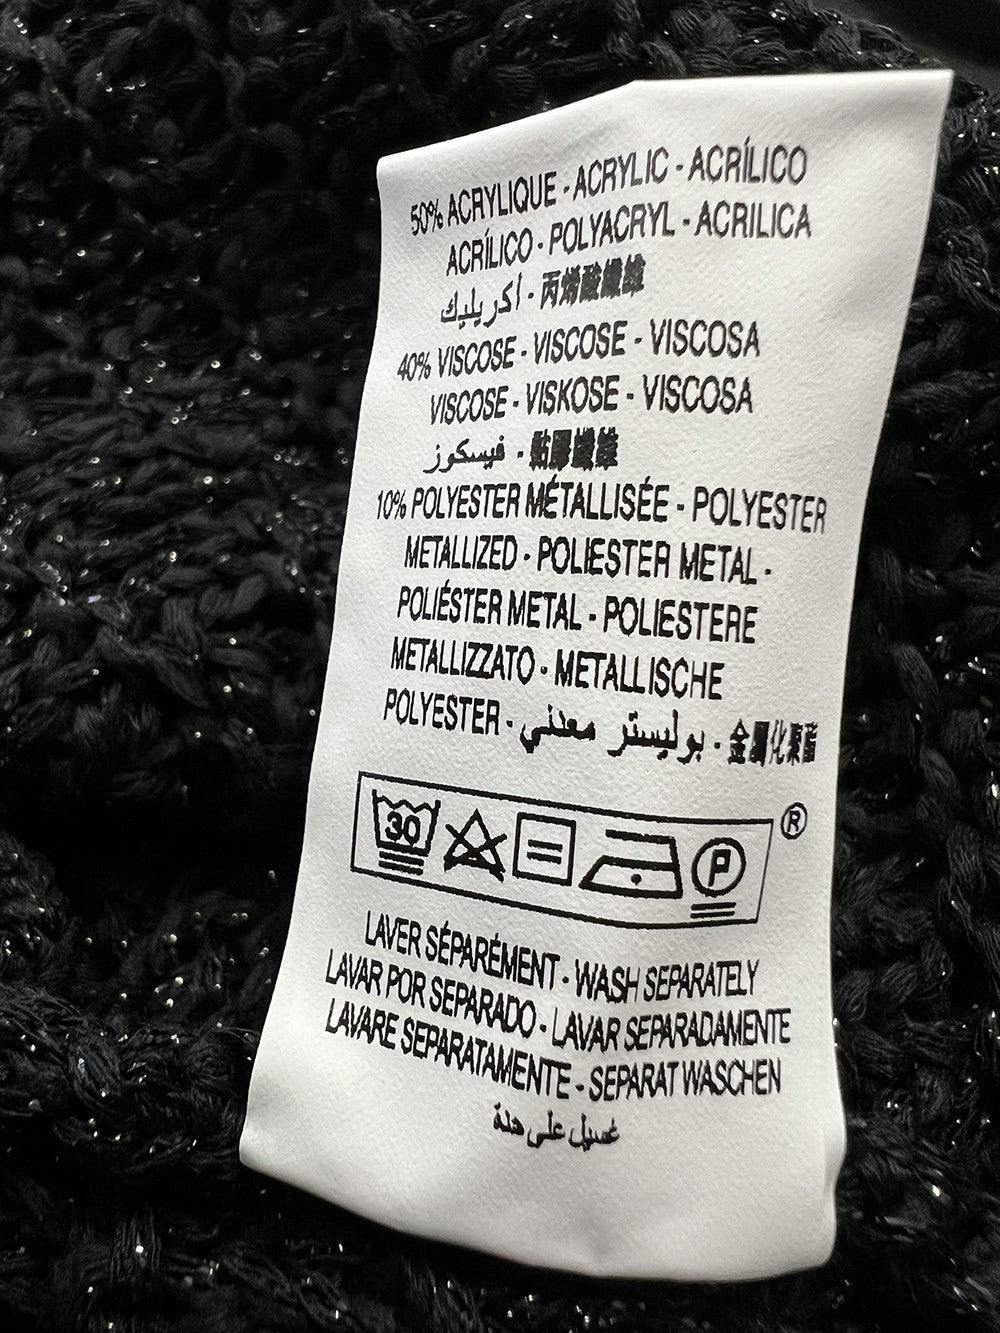 50% ACRYLIQUE - ACRYLIC - ACRÍLICO
ACRÍLICO - POLYACRYL - ACRILICA
أكريليك - 丙烯酸纖維
40% VISCOSE - VISCOSE - VISCOSA
VISCOSE - VISKOSE - VISCOSA
فيسكوز - 黏膠纖維
10% POLYESTER MÉTALLISÉE - POLYESTER
METALLIZED - POLIESTER METAL -
POLIÉSTER METAL - POLIESTERE
METALLIZZATO - METALLISCHE
POLYESTER - بوليستر معدني - 金屬化聚酯
30 P ®
LAVER SÉPARÉMENT - WASH SEPARATELY
LAVAR POR SEPARADO - LAVAR SEPARADAMENTE
LAVARE SEPARATAMENTE - SEPARAT WASCHEN
غسيل على حدة